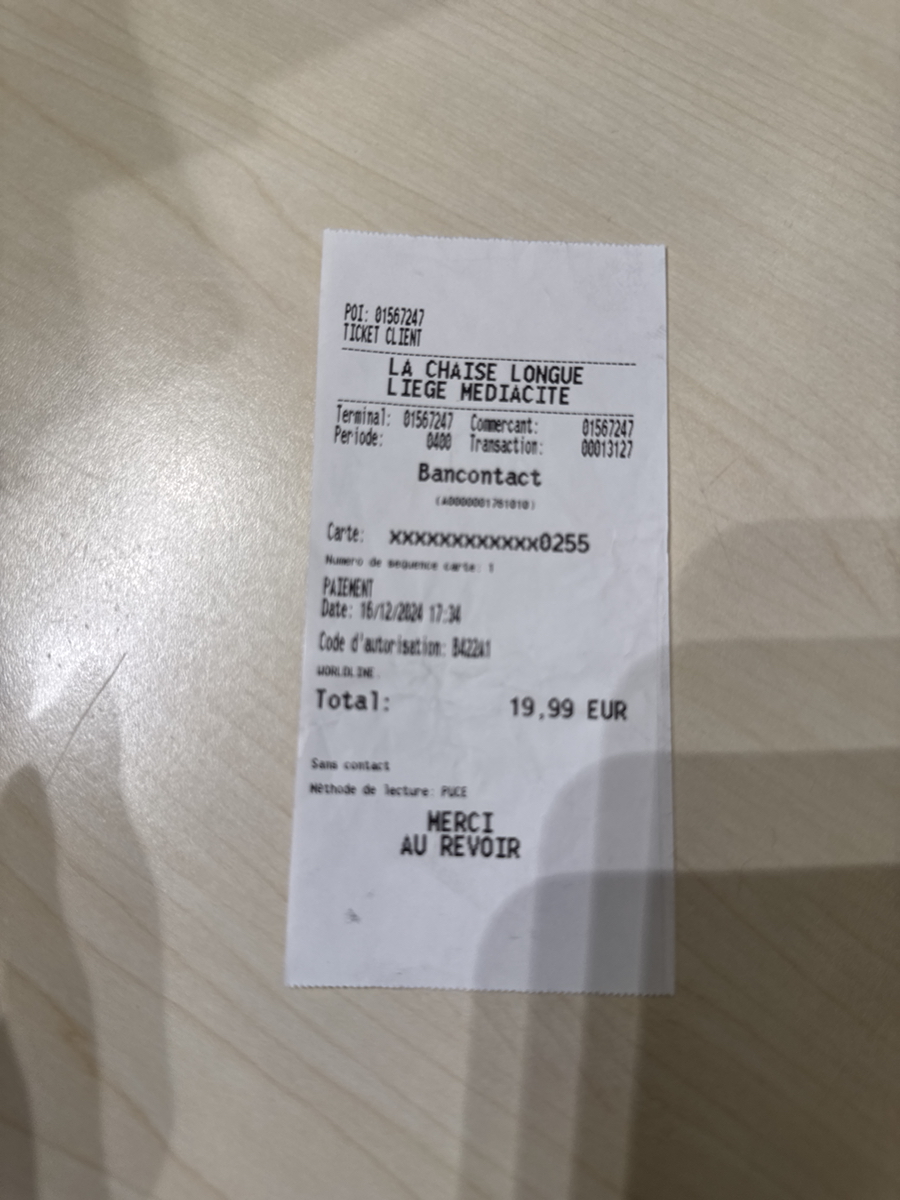 POI: 01567247
TICKET CLIENT
LA CHAISE LONGUE
LIEGE MEDIACITE
Terminal: 01567247 Commercant: 01567247
Periode: 0400 Transaction: 00013127
Bancontact
(A0000001761010)
Carte: xxxxxxxxxxxxx0255
Numero de sequence carte: 1
PAIEMENT
Date: 16/12/2024 17:34
Code d'autorisation: B422A1
WORLDLINE
Total: 19,99 EUR
Sans contact
Méthode de lecture: PUCE
MERCI
AU REVOIR